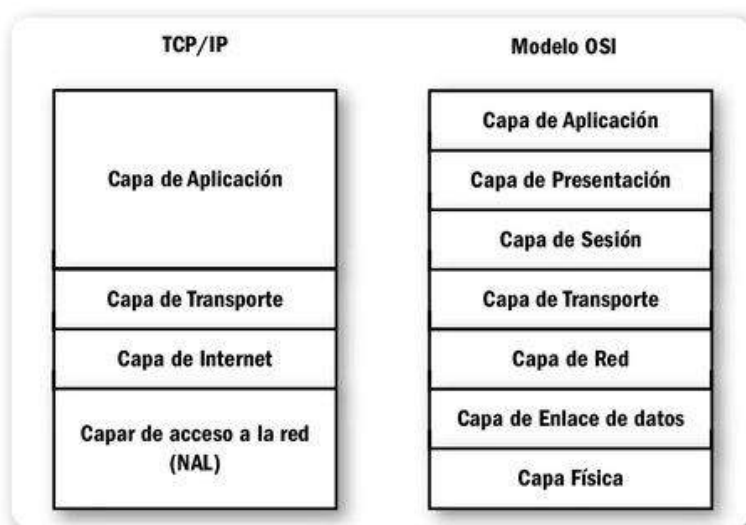 TCP/IP
Capa de Aplicación
Capa de Transporte
Capa de Internet
Capar de acceso a la red
(NAL)
Modelo OSI
Capa de Aplicación
Capa de Presentación
Capa de Sesión
Capa de Transporte
Capa de Red
Capa de Enlace de datos
Capa Física